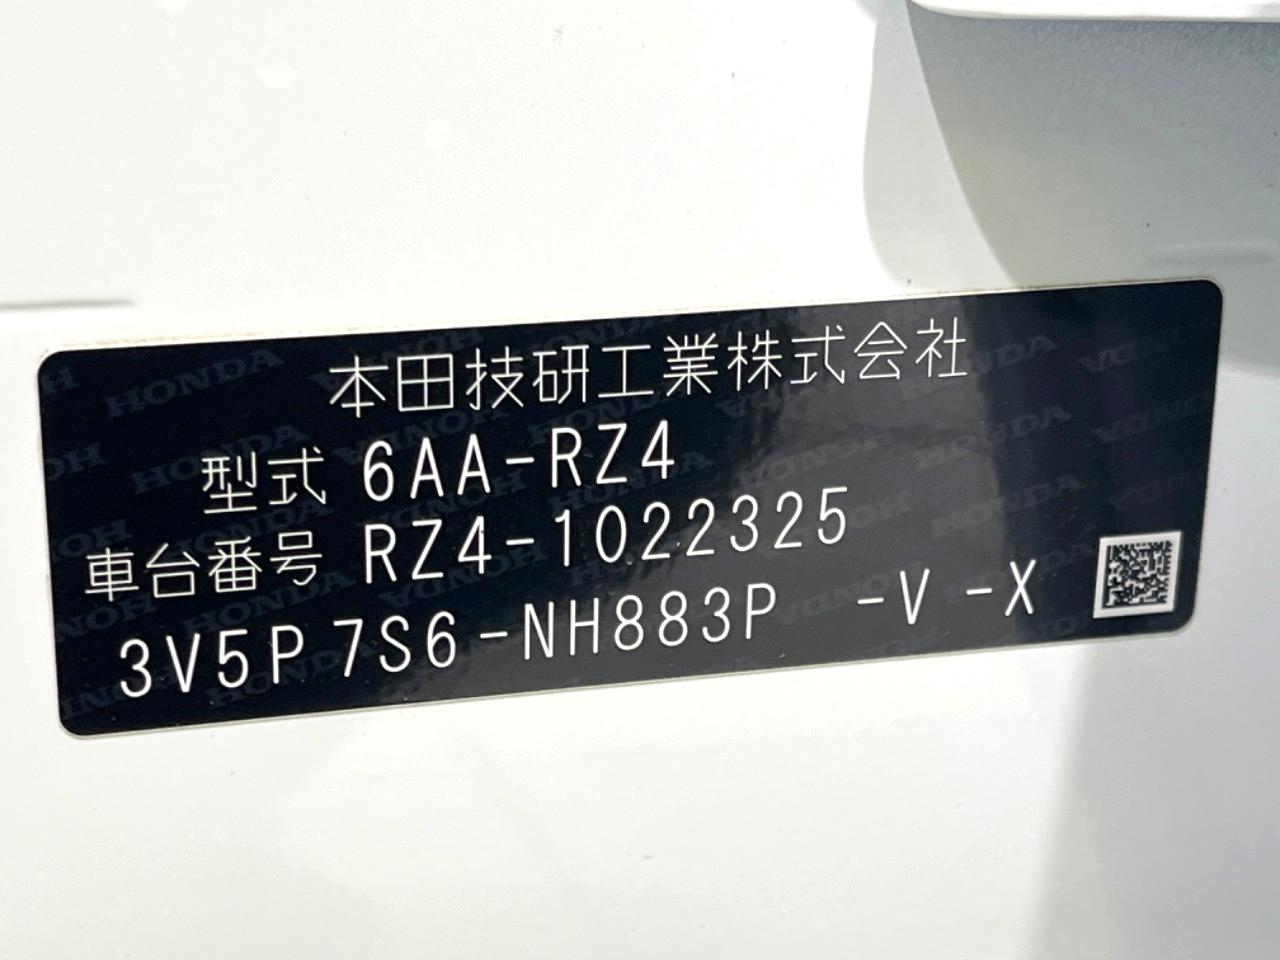 本田技研工業株式会社
型式 6AA-RZ4
車台番号 RZ4-1022325
3V5P 7S6-NH883P -V -X